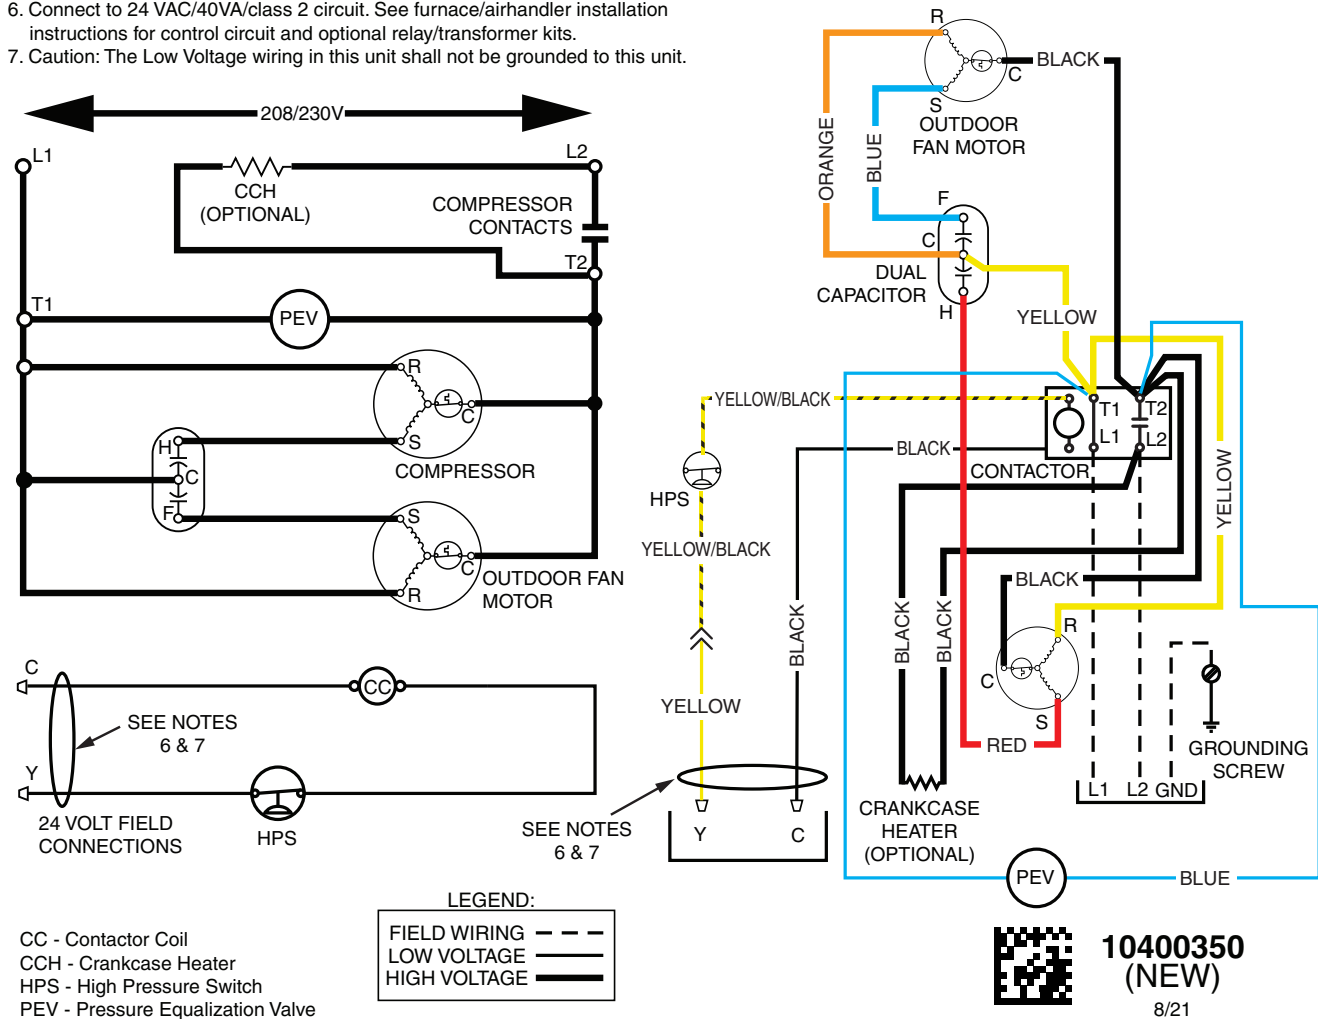 6. Connect to 24 VAC/40VA/class 2 circuit. See furnace/airhandler installation
instructions for control circuit and optional relay/transformer kits.
7. Caution: The Low Voltage wiring in this unit shall not be grounded to this unit.
208/230V
L1
L2
CCH
(OPTIONAL)
COMPRESSOR
CONTACTS
T2
T1
PEV
R
C
S
COMPRESSOR
H
C
F
S
C
R
OUTDOOR FAN
MOTOR
C
CC
SEE NOTES
6 & 7
Y
24 VOLT FIELD
CONNECTIONS
HPS
R
C
S
BLACK
OUTDOOR
FAN MOTOR
ORANGE
BLUE
F
C
H
DUAL
CAPACITOR
YELLOW
YELLOW/BLACK
T1
T2
L1
L2
BLACK
CONTACTOR
HPS
YELLOW/BLACK
YELLOW
BLACK
BLACK
BLACK
BLACK
R
C
S
RED
YELLOW
GROUNDING
SCREW
L1
L2
GND
CRANKCASE
HEATER
(OPTIONAL)
SEE NOTES
6 & 7
Y
C
PEV
BLUE
LEGEND:
FIELD WIRING
LOW VOLTAGE
HIGH VOLTAGE
CC - Contactor Coil
CCH - Crankcase Heater
HPS - High Pressure Switch
PEV - Pressure Equalization Valve
10400350
(NEW)
8/21